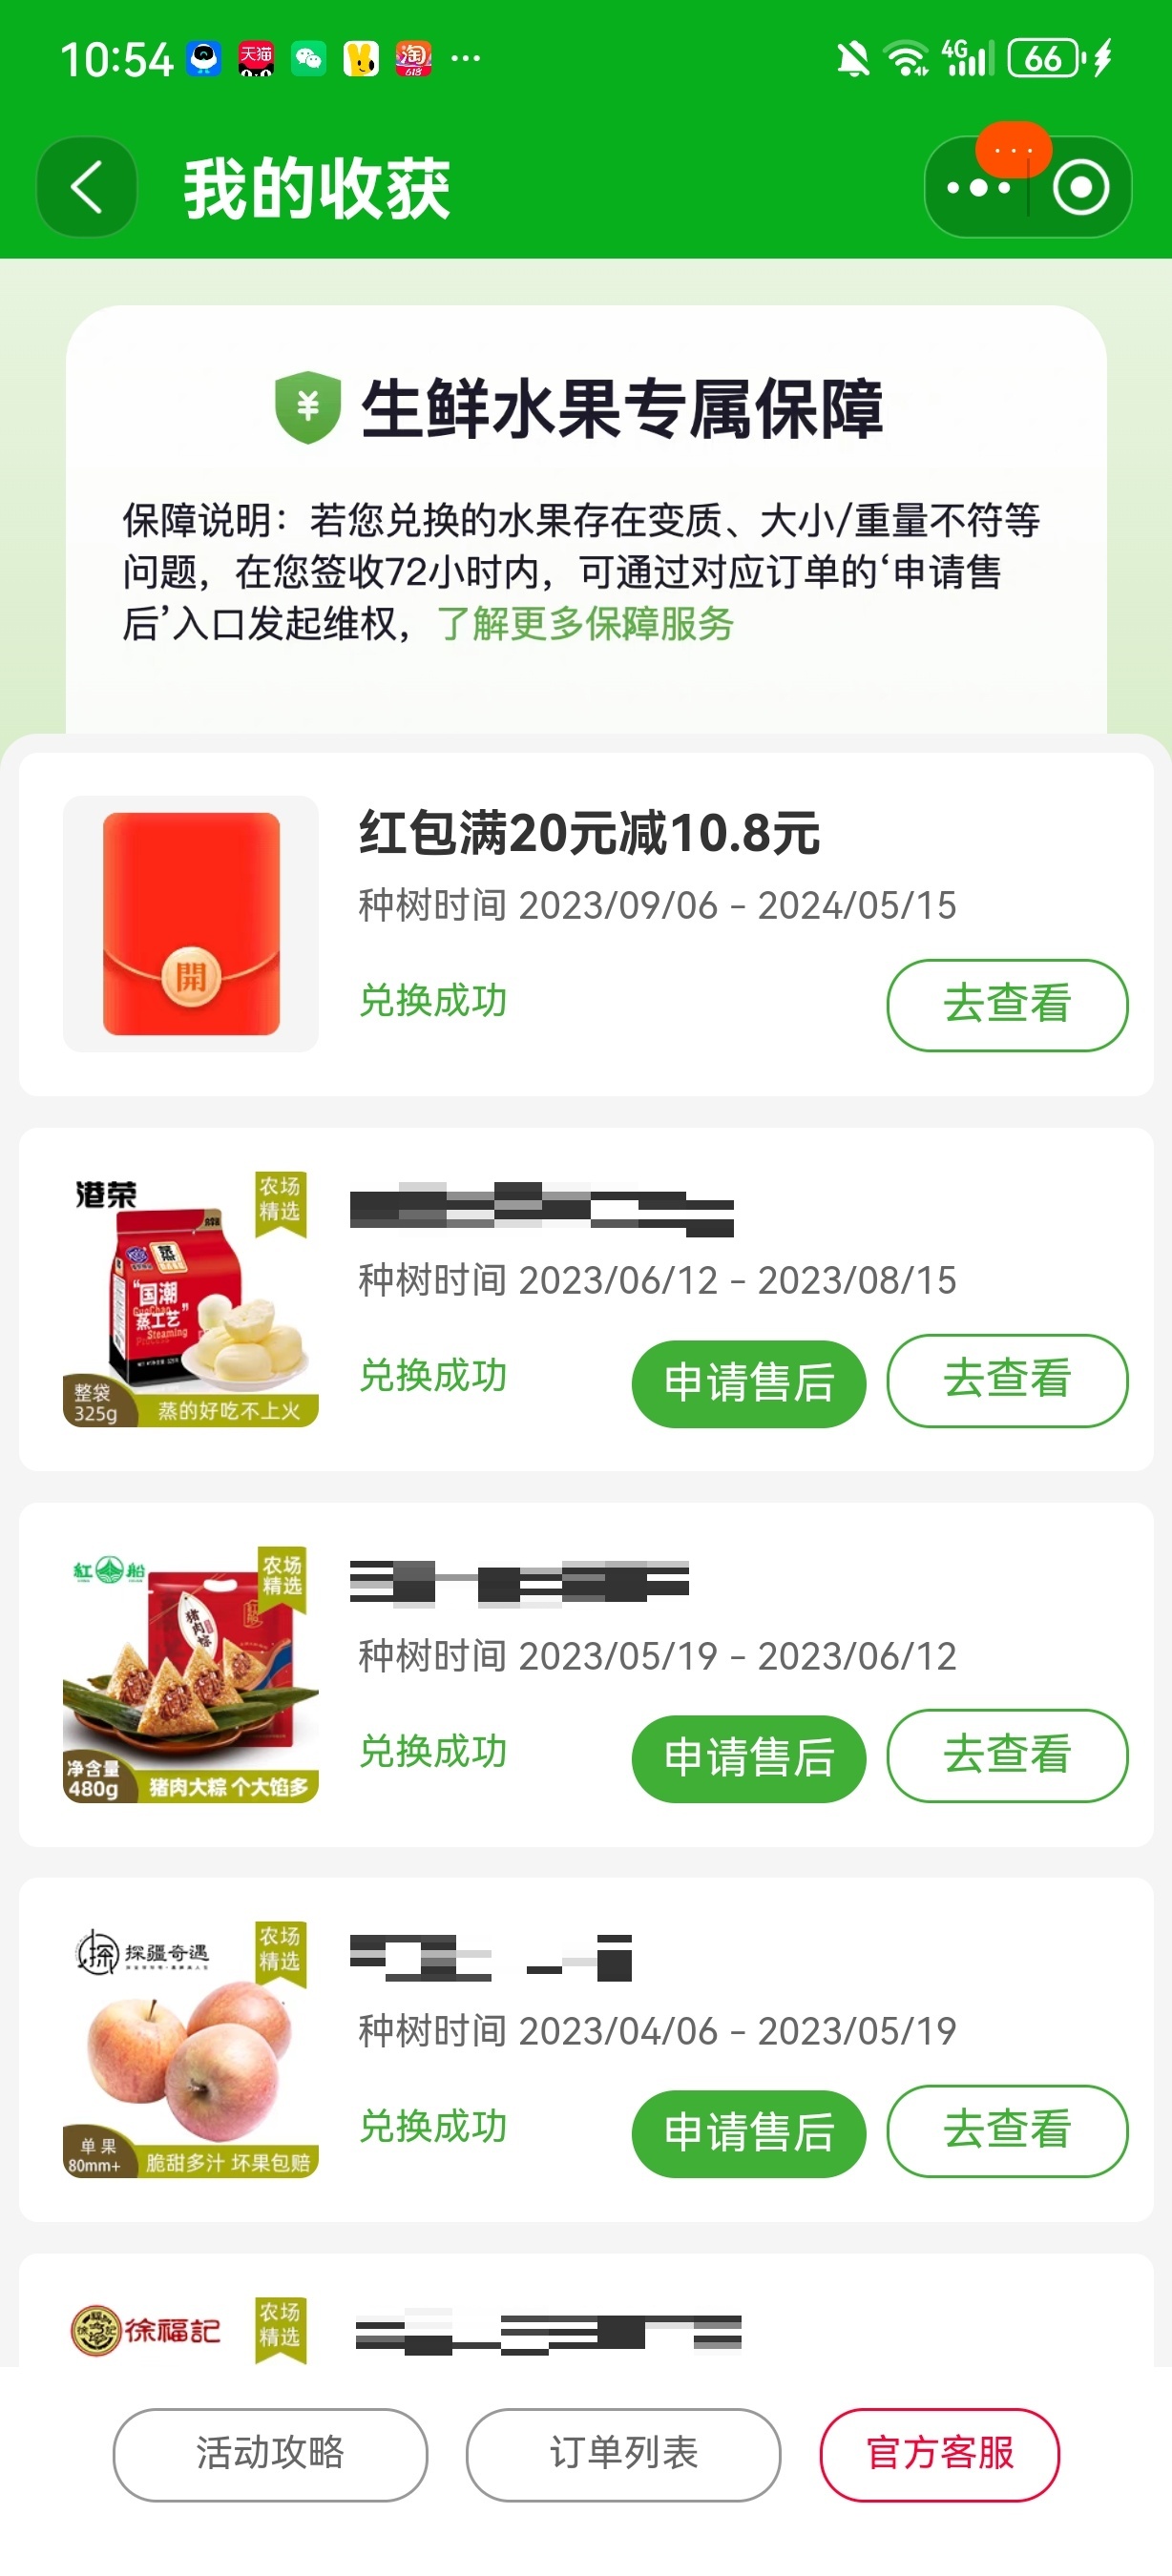 10:54
天猫
淘
618
4G
66
我的收获
¥ 生鲜水果专属保障
保障说明：若您兑换的水果存在变质、大小/重量不符等
问题，在您签收72小时内，可通过对应订单的‘申请售
后’入口发起维权，了解更多保障服务
開
红包满20元减10.8元
种树时间 2023/09/06 - 2024/05/15
兑换成功
去查看
港荣
农场
精选
蒸
“国潮
蒸工艺”
Steaming
整袋
325g
蒸的好吃不上火
种树时间 2023/06/12 - 2023/08/15
兑换成功
申请售后
去查看
紅船
农场
精选
猪肉粽
净含量
480g
猪肉大粽 个大馅多
种树时间 2023/05/19 - 2023/06/12
兑换成功
申请售后
去查看
探 探疆奇遇
农场
精选
单果
80mm+
脆甜多汁 坏果包赔
种树时间 2023/04/06 - 2023/05/19
兑换成功
申请售后
去查看
徐福記
农场
精选
活动攻略
订单列表
官方客服